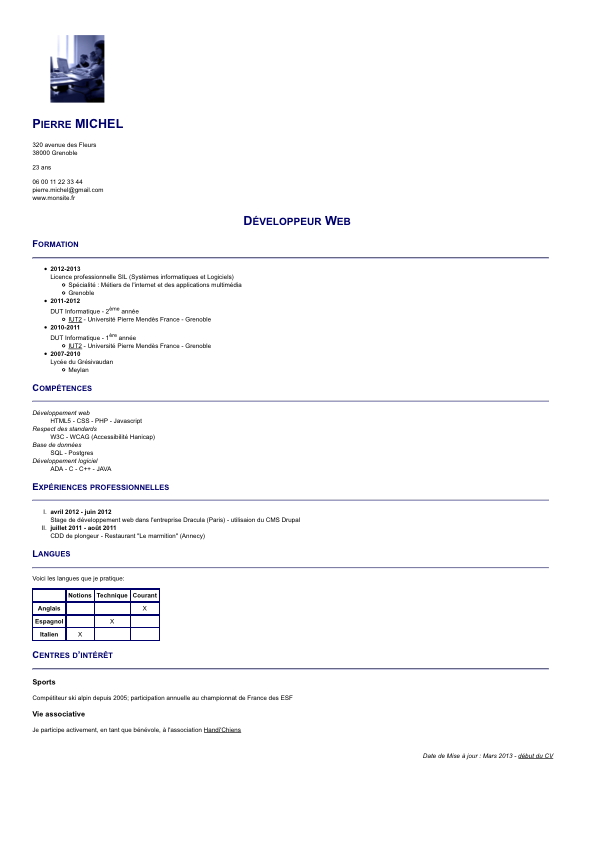 PIERRE MICHEL
320 avenue des Fleurs
38000 Grenoble
23 ans
06 00 11 22 33 44
pierre.michel@gmail.com
www.monsite.fr
DÉVELOPPEUR WEB
FORMATION
• 2012-2013
Licence professionnelle SIL (Systèmes informatiques et Logiciels)
Spécialité : Métiers de l'internet et des applications multimédia
Grenoble
• 2011-2012
DUT Informatique - 2ème année
IUT2 - Université Pierre Mendès France - Grenoble
• 2010-2011
DUT Informatique - 1ère année
IUT2 - Université Pierre Mendès France - Grenoble
• 2007-2010
Lycée du Grésivaudan
Meylan
COMPÉTENCES
Développement web
HTML5 - CSS - PHP - Javascript
Respect des standards
W3C - WCAG (Accessibilité Hanicap)
Base de données
SQL - Postgres
Développement logiciel
ADA - C - C++ - JAVA
EXPÉRIENCES PROFESSIONNELLES
I. avril 2012 - juin 2012
Stage de développement web dans l'entreprise Dracula (Paris) - utilisaion du CMS Drupal
II. juillet 2011 - août 2011
CDD de plongeur - Restaurant "Le marmition" (Annecy)
LANGUES
Voici les langues que je pratique:
Notions Technique Courant
Anglais X
Espagnol X
Italien X
CENTRES D'INTÉRÊT
Sports
Compétiteur ski alpin depuis 2005; participation annuelle au championnat de France des ESF
Vie associative
Je participe activement, en tant que bénévole, à l'association Handi'Chiens
Date de Mise à jour : Mars 2013 - début du CV